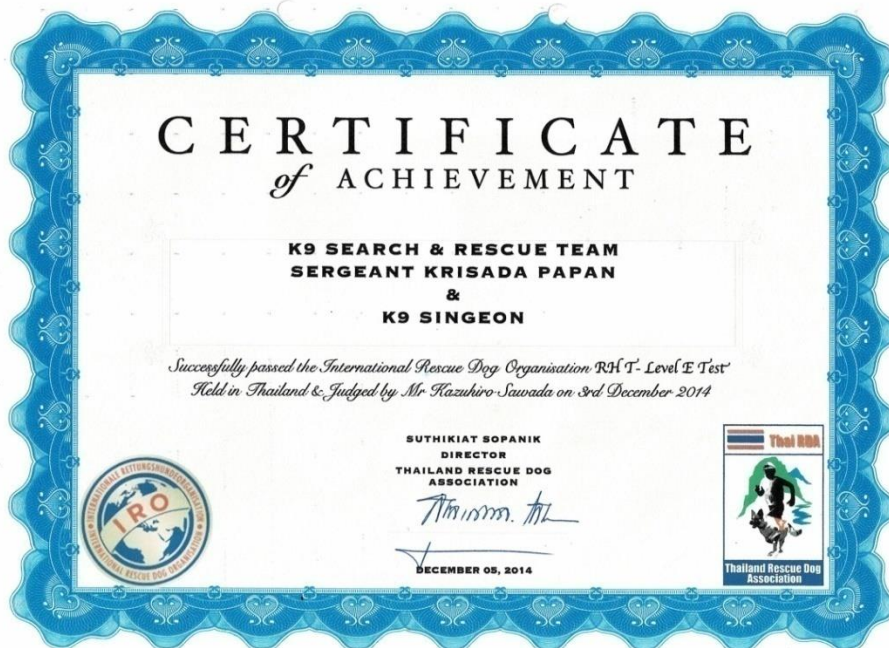 CERTIFICATE
of ACHIEVEMENT
K9 SEARCH & RESCUE TEAM
SERGEANT KRISADA PAPAN
&
K9 SINGEON
Successfully passed the International Rescue Dog Organisation RH T- Level E Test
Held in Thailand & Judged by Mr Kazuhiro Sawada on 3rd December 2014
SUTHIKIAT SOPANIK
DIRECTOR
THAILAND RESCUE DOG
ASSOCIATION
DECEMBER 05, 2014
INTERNATIONALE RETTUNGSHUNDEORGANISATION
IRO
INTERNATIONAL RESCUE DOG ORGANISATION
Thai RDA
Thailand Rescue Dog
Association